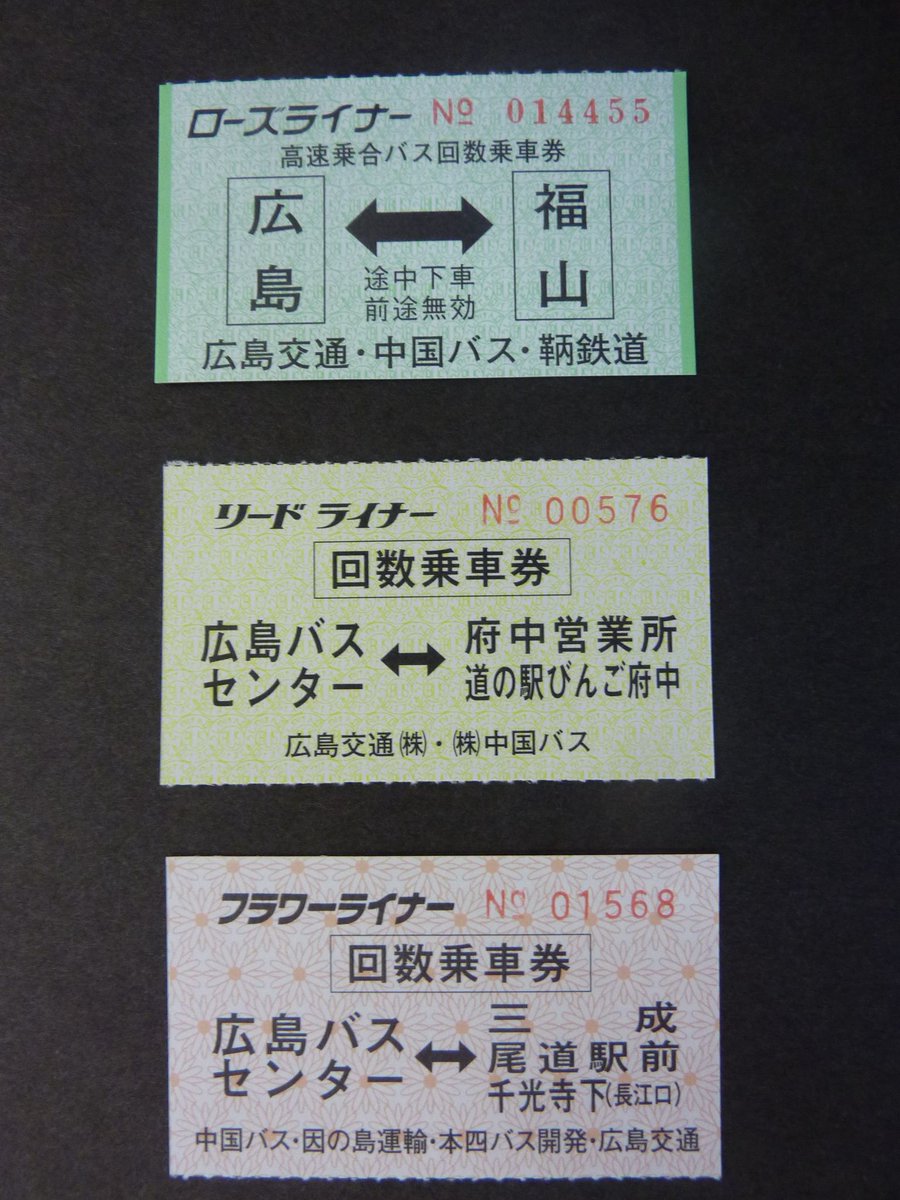 ローズライナー № 014455
高速乗合バス回数乗車券
広島 ⟷ 福山
途中下車
前途無効
広島交通・中国バス・鞆鉄道
リードライナー № 00576
回数乗車券
広島バス
センター ⟷ 府中営業所
道の駅びんご府中
広島交通㈱・㈱中国バス
フラワーライナー № 01568
回数乗車券
広島バス
センター ⟷ 三成
尾道駅前
千光寺下(長江口)
中国バス・因の島運輸・本四バス開発・広島交通